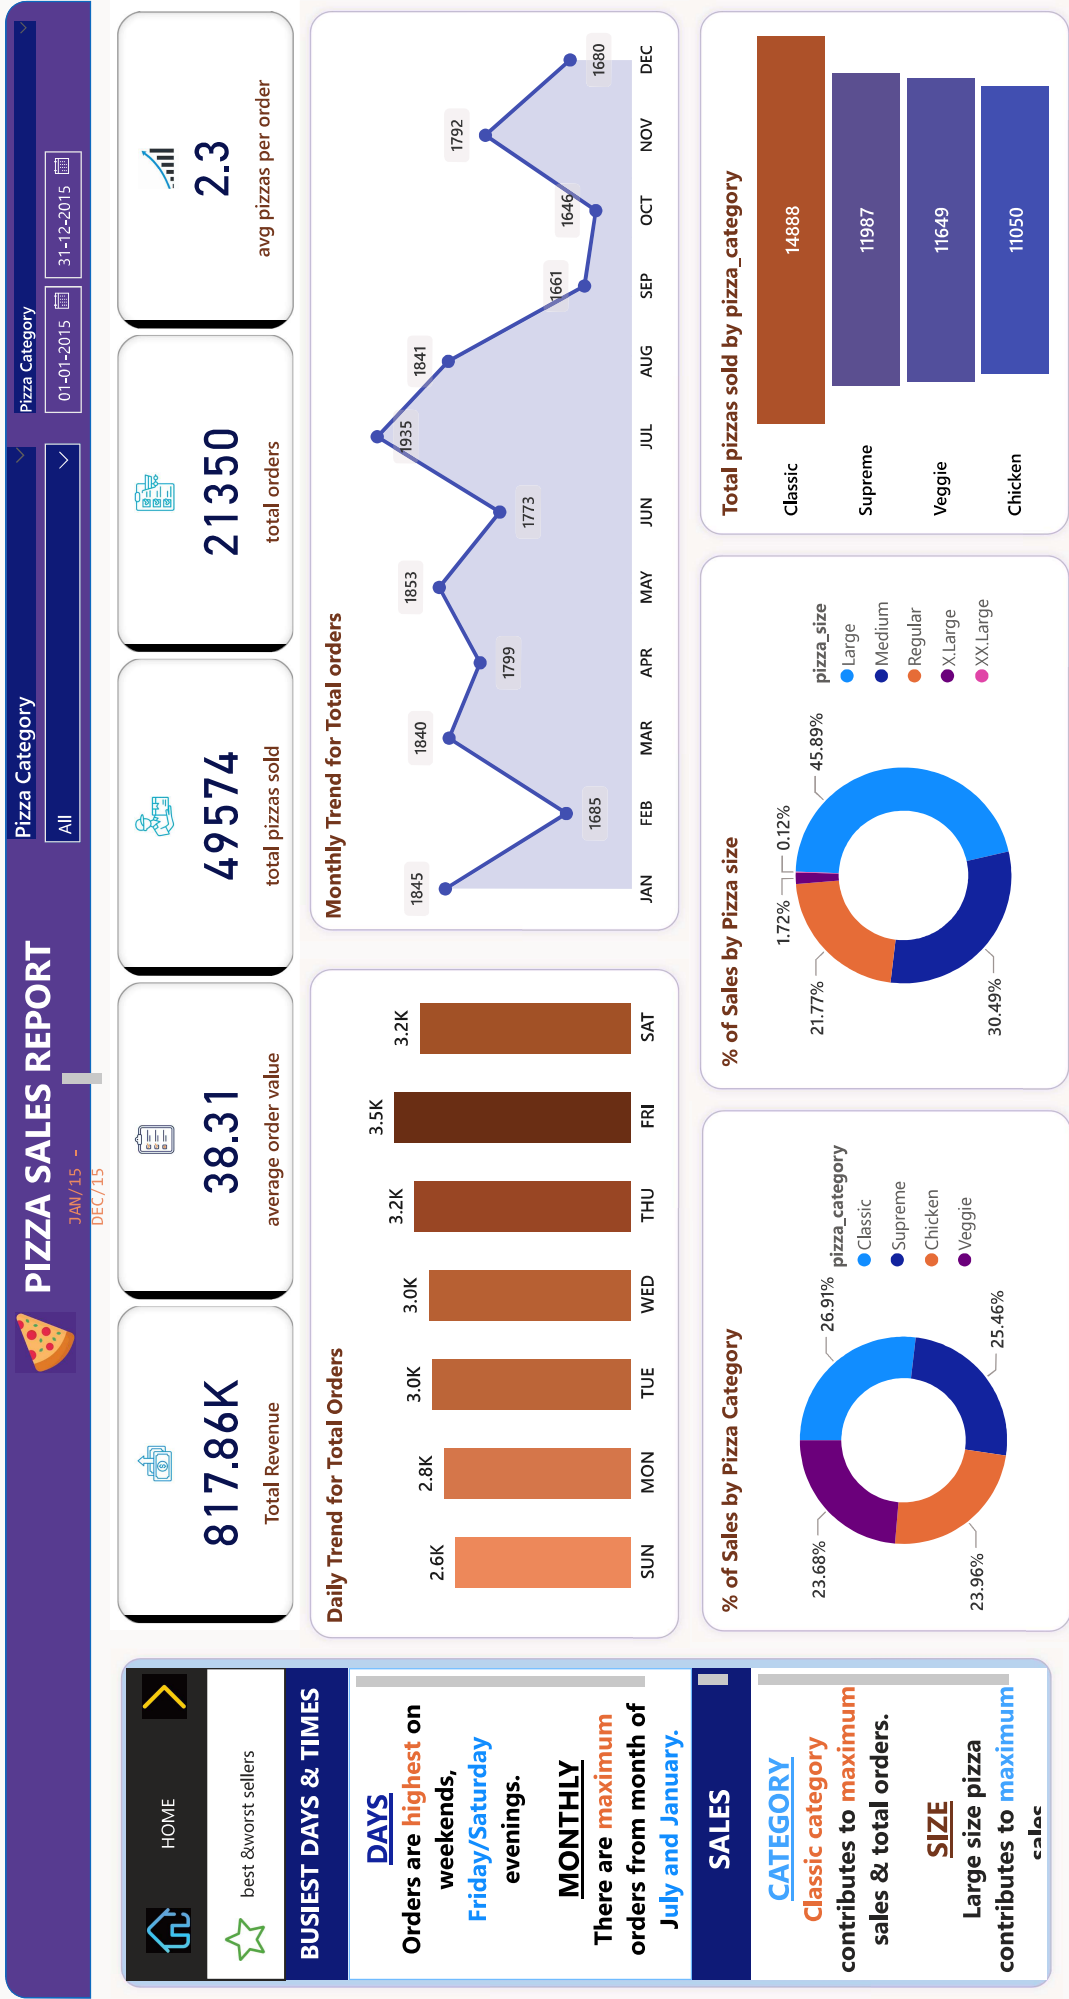 PIZZA SALES REPORT
JAN/15 -
DEC/15
Pizza Category
All
Pizza Category
01-01-2015
31-12-2015
HOME
best &worst sellers
BUSIEST DAYS & TIMES
DAYS
Orders are highest on
weekends,
Friday/Saturday
evenings.
MONTHLY
There are maximum
orders from month of
July and January.
SALES
CATEGORY
Classic category
contributes to maximum
sales & total orders.
SIZE
Large size pizza
contributes to maximum
sales
817.86K
Total Revenue
38.31
average order value
49574
total pizzas sold
21350
total orders
2.3
avg pizzas per order
Daily Trend for Total Orders
2.6K
2.8K
3.0K
3.0K
3.2K
3.5K
3.2K
SUN
MON
TUE
WED
THU
FRI
SAT
Monthly Trend for Total orders
1845
1685
1840
1799
1853
1773
1935
1841
1661
1646
1792
1680
JAN
FEB
MAR
APR
MAY
JUN
JUL
AUG
SEP
OCT
NOV
DEC
% of Sales by Pizza Category
26.91%
25.46%
23.96%
23.68%
pizza_category
Classic
Supreme
Chicken
Veggie
% of Sales by Pizza size
45.89%
30.49%
21.77%
1.72%
0.12%
pizza_size
Large
Medium
Regular
X.Large
XX.Large
Total pizzas sold by pizza_category
Classic 14888
Supreme 11987
Veggie 11649
Chicken 11050